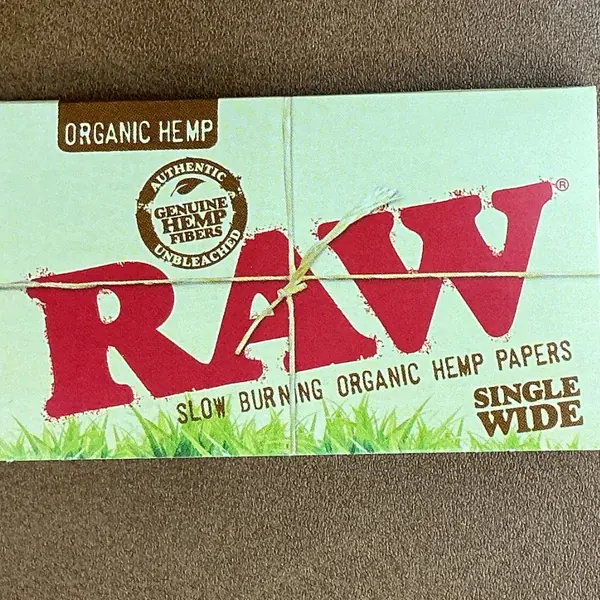 ORGANIC HEMP
AUTHENTIC
GENUINE
HEMP
FIBERS
UNBLEACHED
RAW®
SLOW BURNING ORGANIC HEMP PAPERS
SINGLE
WIDE